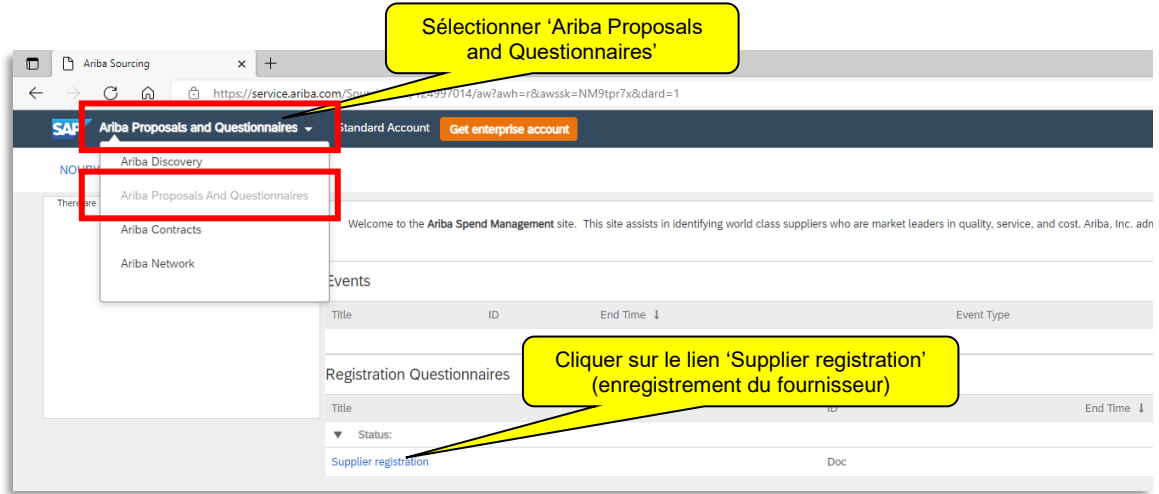 Sélectionner ‘Ariba Proposals
and Questionnaires’
Ariba Sourcing
https://service.ariba.com/Sour 124997014/aw?awh=r&awssk=NM9tpr7x&dard=1
SAP Ariba Proposals and Questionnaires Standard Account Get enterprise account
Ariba Discovery
Ariba Proposals And Questionnaires
There are
Ariba Contracts
Ariba Network
Welcome to the Ariba Spend Management site. This site assists in identifying world class suppliers who are market leaders in quality, service, and cost. Ariba, Inc. adm
Events
Title ID End Time ↓ Event Type
Cliquer sur le lien ‘Supplier registration’
(enregistrement du fournisseur)
Registration Questionnaires
Title ID End Time ↓
▼ Status:
Supplier registration Doc